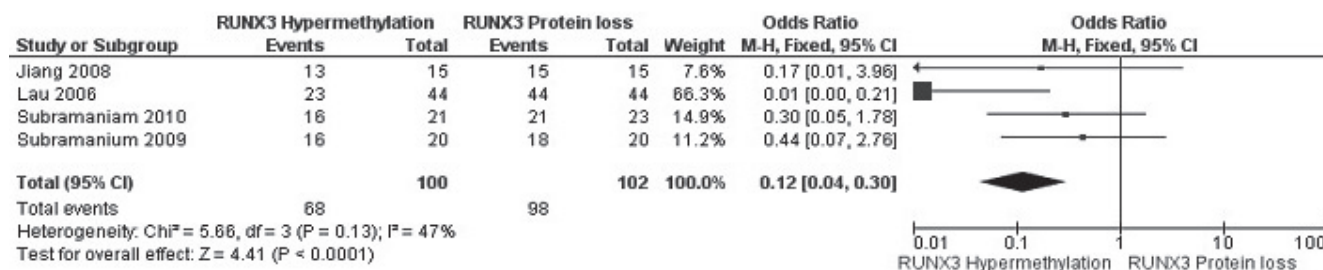 RUNX3 Hypermethylation RUNX3 Protein loss Odds Ratio Odds Ratio
Study or Subgroup Events Total Events Total Weight M-H, Fixed, 95% CI M-H, Fixed, 95% CI
Jiang 2008 13 15 15 15 7.6% 0.17 [0.01, 3.96]
Lau 2006 23 44 44 44 66.3% 0.01 [0.00, 0.21]
Subramaniam 2010 16 21 21 23 14.9% 0.30 [0.05, 1.78]
Subramanium 2009 16 20 18 20 11.2% 0.44 [0.07, 2.76]
Total (95% CI) 100 102 100.0% 0.12 [0.04, 0.30]
Total events 68 98
Heterogeneity: Chi² = 5.66, df = 3 (P = 0.13); I² = 47%
Test for overall effect: Z = 4.41 (P < 0.0001)
0.01 0.1 1 10 100
RUNX3 Hypermethylation RUNX3 Protein loss